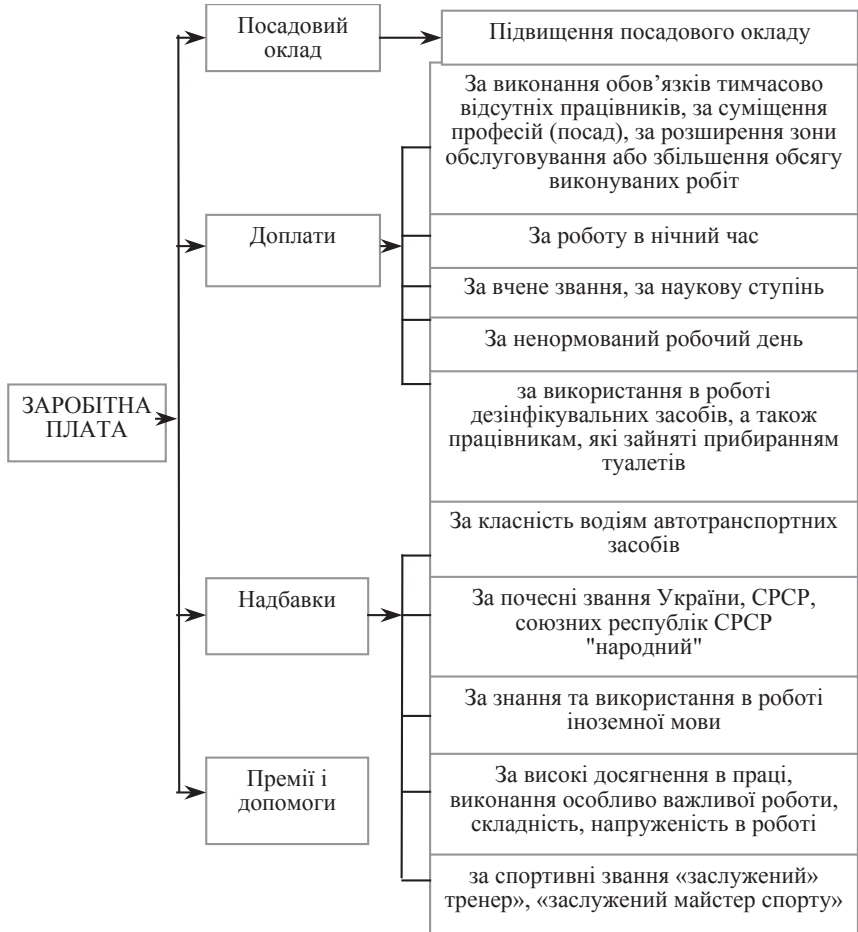 Посадовий
оклад
Підвищення посадового окладу
За виконання обов’язків тимчасово
відсутніх працівників, за суміщення
професій (посад), за розширення зони
обслуговування або збільшення обсягу
виконуваних робіт
Доплати
За роботу в нічний час
За вчене звання, за наукову ступінь
За ненормований робочий день
ЗАРОБІТНА
ПЛАТА
за використання в роботі
дезінфікувальних засобів, а також
працівникам, які зайняті прибиранням
туалетів
За класність водіям автотранспортних
засобів
Надбавки
За почесні звання України, СРСР,
союзних республік СРСР
"народний"
За знання та використання в роботі
іноземної мови
Премії і
допомоги
За високі досягнення в праці,
виконання особливо важливої роботи,
складність, напруженість в роботі
за спортивні звання «заслужений»
тренер», «заслужений майстер спорту»